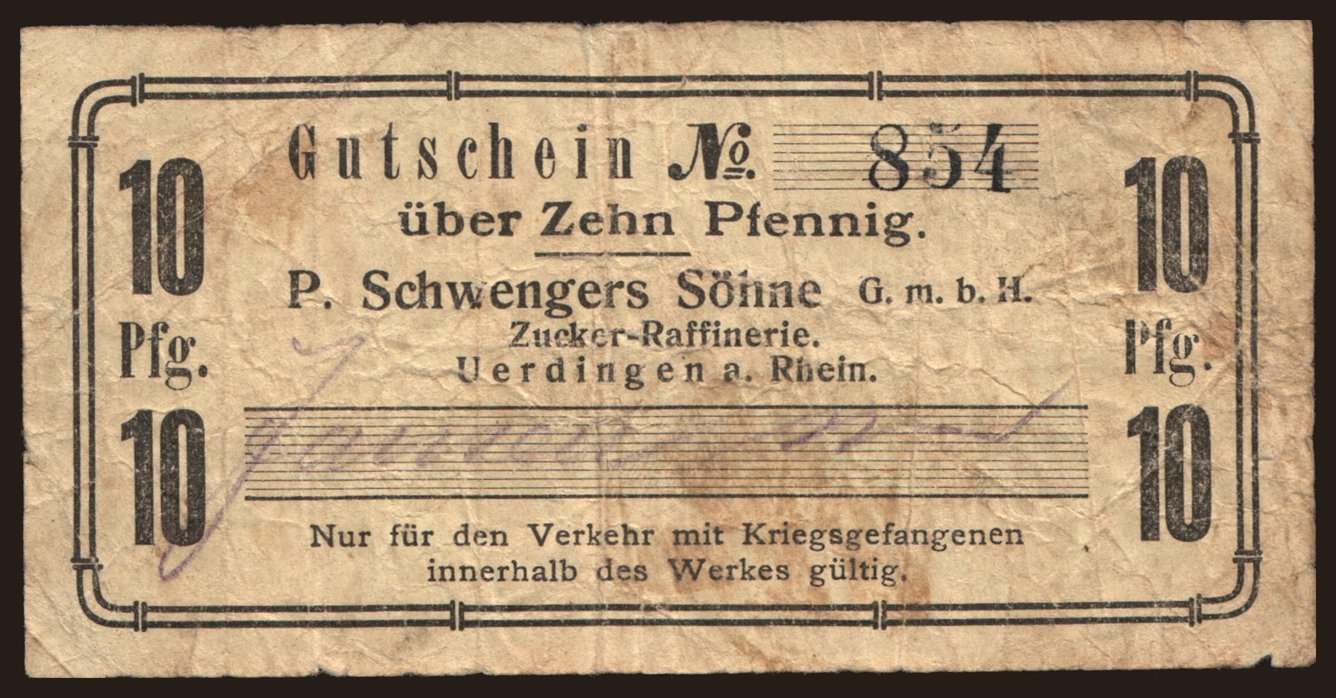 Gutschein No. 854
über Zehn Pfennig.
P. Schwengers Söhne G. m. b. H.
Zucker-Raffinerie.
Uerdingen a. Rhein.
Nur für den Verkehr mit Kriegsgefangenen
innerhalb des Werkes gültig.
10
Pfg.
10
10
Pfg.
10